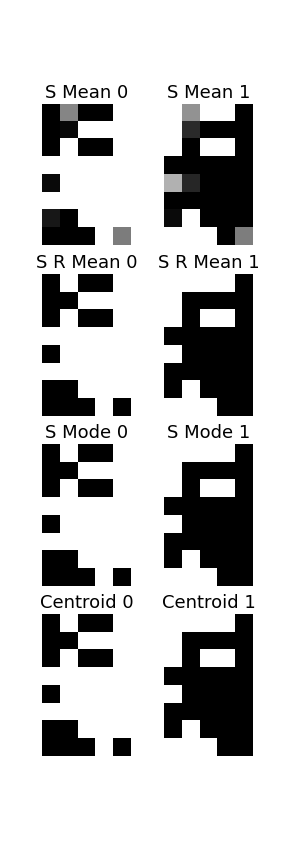 S Mean 0 S Mean 1
S R Mean 0 S R Mean 1
S Mode 0 S Mode 1
Centroid 0 Centroid 1